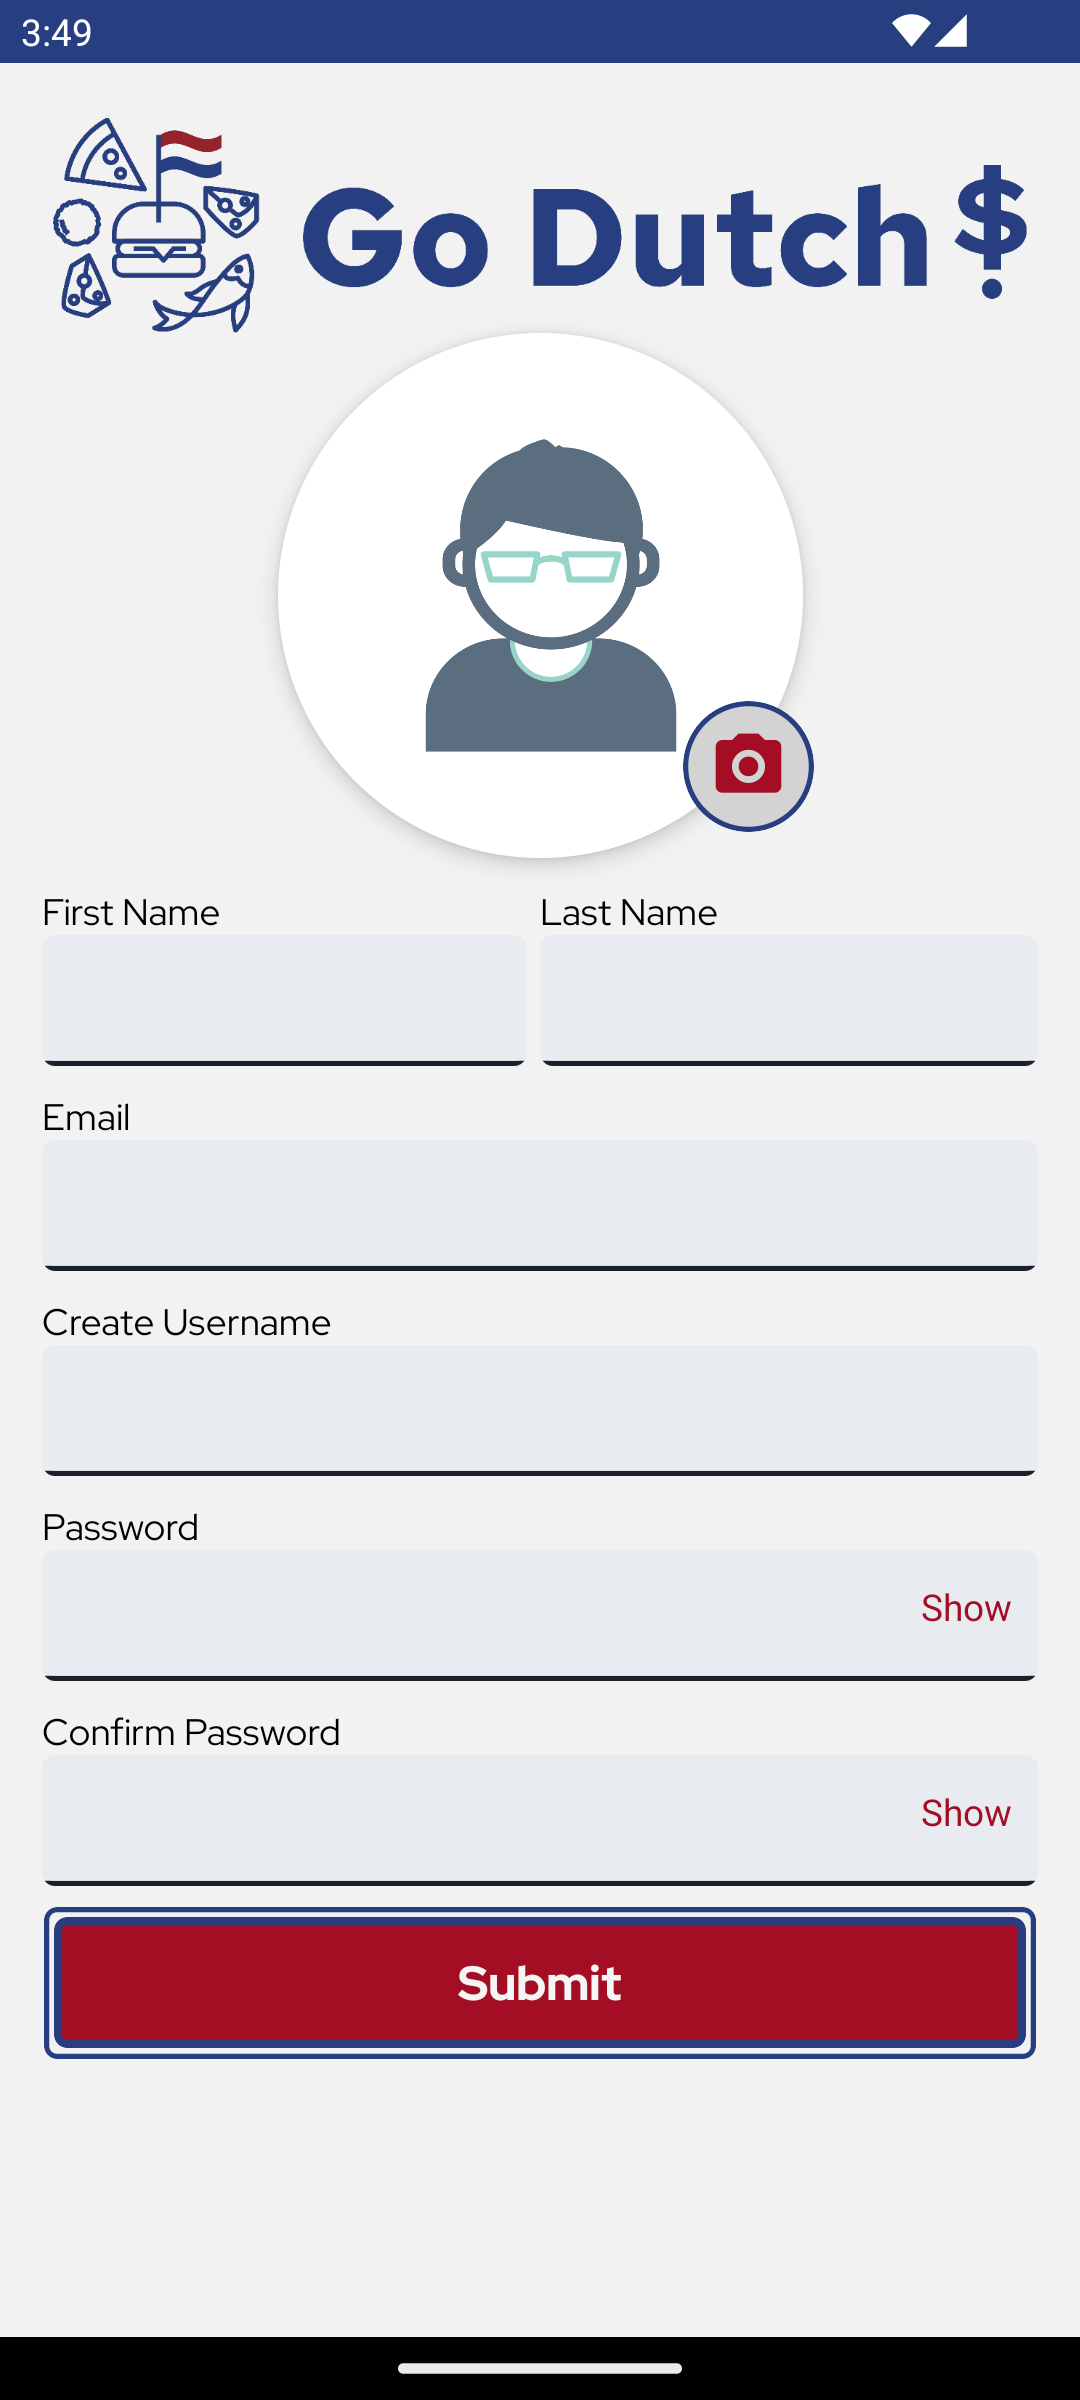 3:49
Go Dutch $
First Name
Last Name
Email
Create Username
Password
Show
Confirm Password
Show
Submit